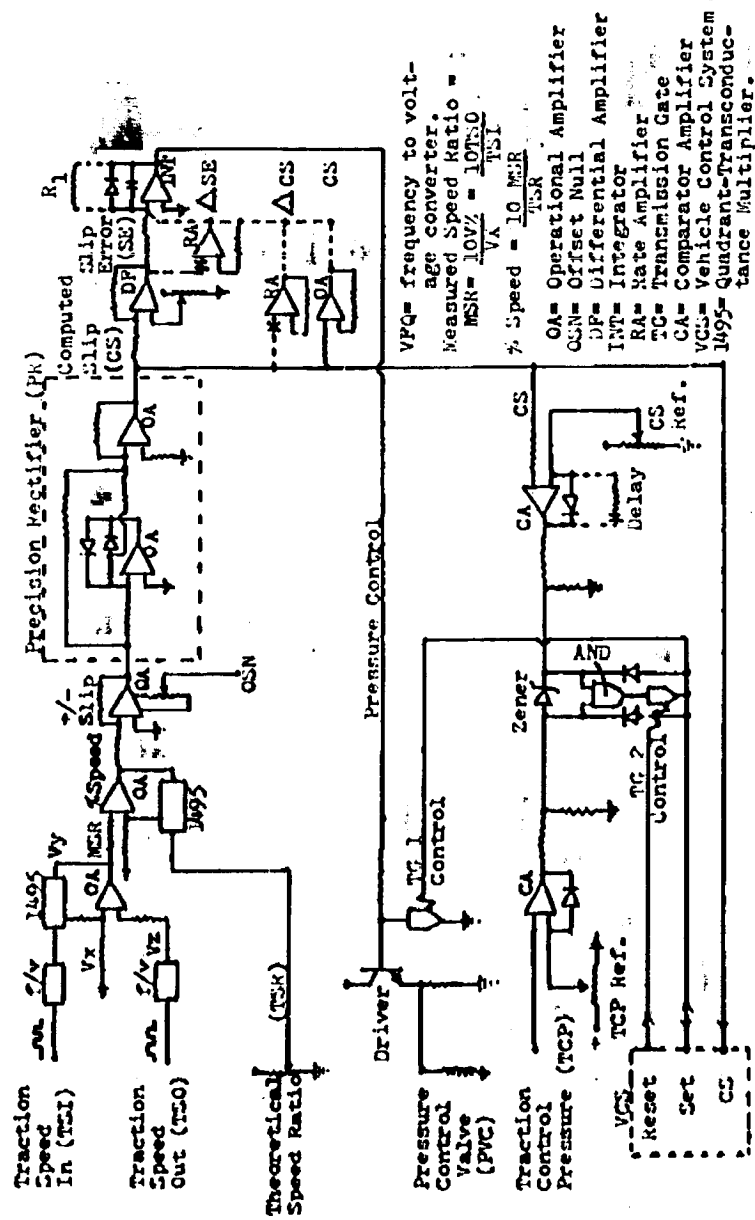 Traction
Speed
In (TSI)
Traction
Speed
Out (TSO)
Theoretical
Speed Ratio
(TSR)
f/v
f/v
1495
Vy
Vx
Vz
OA
MSR
%Speed
OA
1495
+/-
Slip
OA
OSN
Precision Rectifier (PR)
OA
OA
Computed
Slip
(CS)
Slip
Error
(SE)
DF
R1
INT
RA
△SE
RA
△CS
OA
CS
Pressure Control
Driver
TG 1
Control
Pressure
Control
Valve
(PVC)
Traction
Control
Pressure (TCP)
CA
+
TCP Ref.
Zener
AND
TG 2
Control
CA
CS
CS
Ref.
Delay
VCS
Reset
Set
CS
VFQ= frequency to volt-
age converter.
Measured Speed Ratio =
MSR= 10VZ/VA = 10TSO/TSI
% Speed = 10 MSR/TSR
OA= Operational Amplifier
OSN= Offset Null
DF= Differential Amplifier
INT= Integrator
RA= Rate Amplifier
TG= Transmission Gate
CA= Comparator Amplifier
VCS= Vehicle Control System
1495= Quadrant-Transconduc-
tance Multiplier.